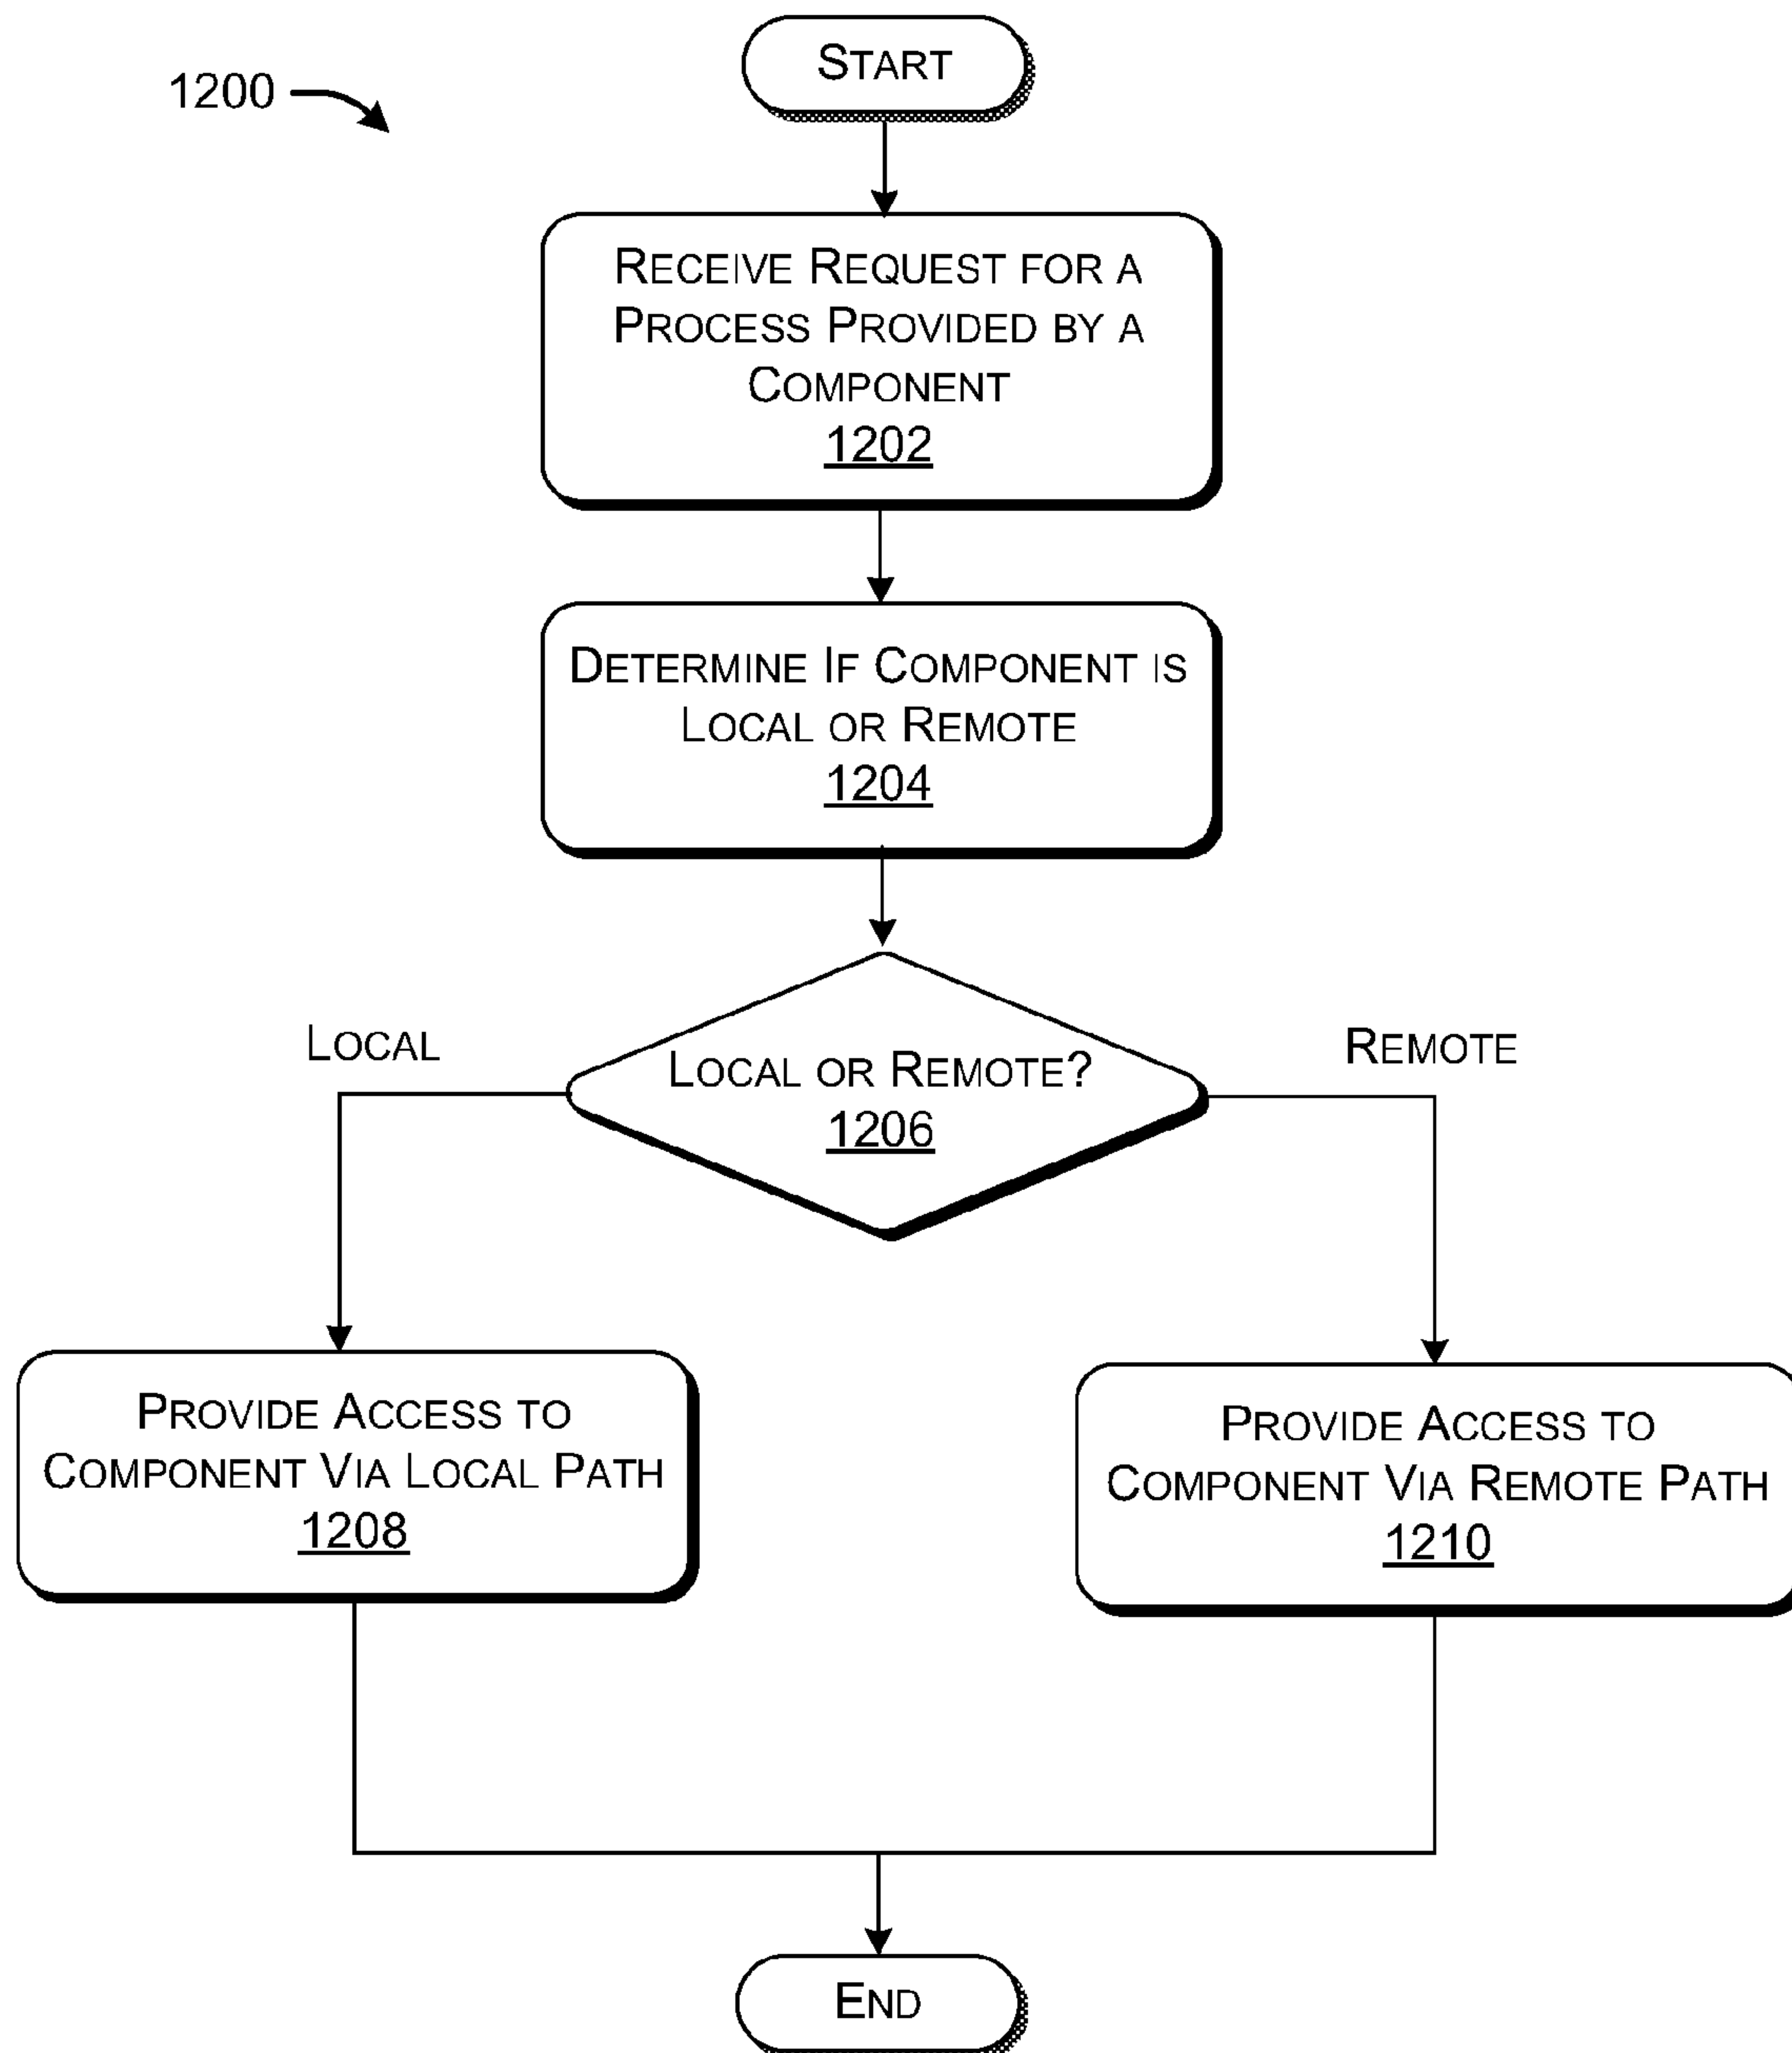 START
1200
RECEIVE REQUEST FOR A
PROCESS PROVIDED BY A
COMPONENT
1202
DETERMINE IF COMPONENT IS
LOCAL OR REMOTE
1204
LOCAL
REMOTE
LOCAL OR REMOTE?
1206
PROVIDE ACCESS TO
COMPONENT VIA LOCAL PATH
1208
PROVIDE ACCESS TO
COMPONENT VIA REMOTE PATH
1210
END